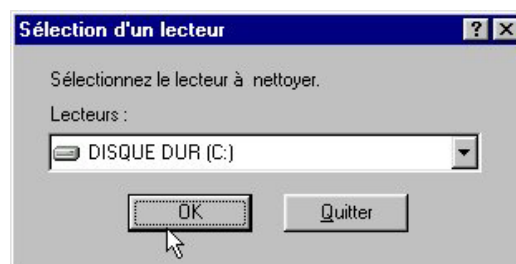 Sélection d'un lecteur
Sélectionnez le lecteur à nettoyer.
Lecteurs :
DISQUE DUR (C:)
OK Quitter